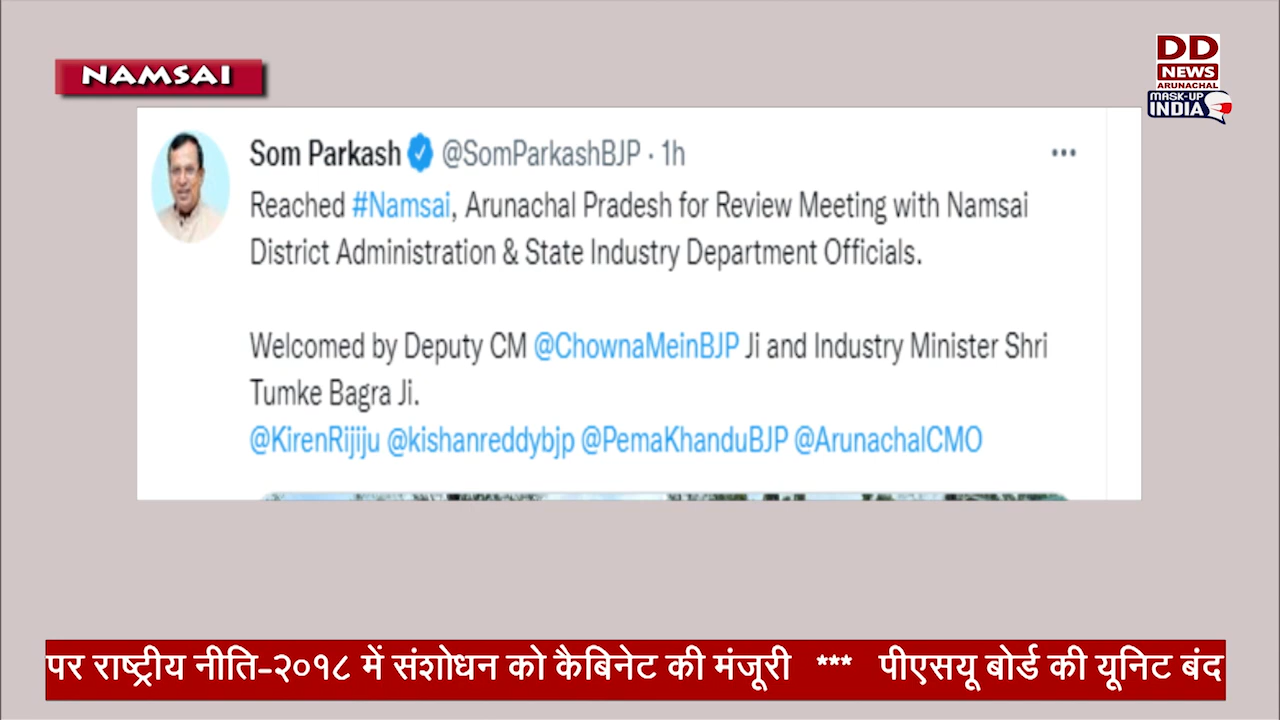 NAMSAI
DD
NEWS
ARUNACHAL
MASK-UP
INDIA
Som Parkash @SomParkashBJP · 1h
Reached #Namsai, Arunachal Pradesh for Review Meeting with Namsai
District Administration & State Industry Department Officials.
Welcomed by Deputy CM @ChownaMeinBJP Ji and Industry Minister Shri
Tumke Bagra Ji.
@KirenRijiju @kishanreddybjp @PemaKhanduBJP @ArunachalCMO
पर राष्ट्रीय नीति-२०१८ में संशोधन को कैबिनेट की मंजूरी *** पीएसयू बोर्ड की यूनिट बंद